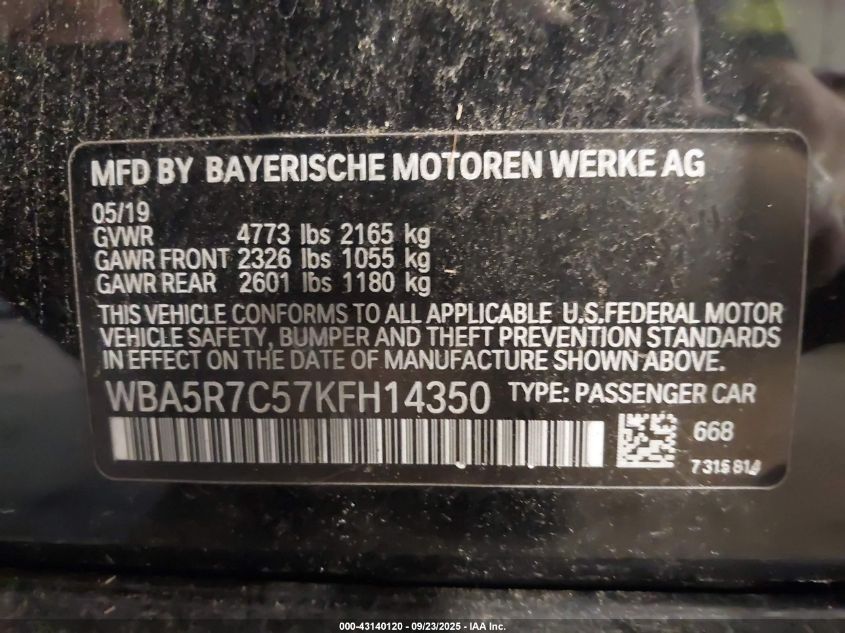 MFD BY BAYERISCHE MOTOREN WERKE AG
05/19
GVWR 4773 lbs 2165 kg
GAWR FRONT 2326 lbs 1055 kg
GAWR REAR 2601 lbs 1180 kg
THIS VEHICLE CONFORMS TO ALL APPLICABLE U.S.FEDERAL MOTOR
VEHICLE SAFETY, BUMPER AND THEFT PREVENTION STANDARDS
IN EFFECT ON THE DATE OF MANUFACTURE SHOWN ABOVE.
WBA5R7C57KFH14350 TYPE: PASSENGER CAR
668
000-43140120 - 09/23/2025 - IAA Inc.